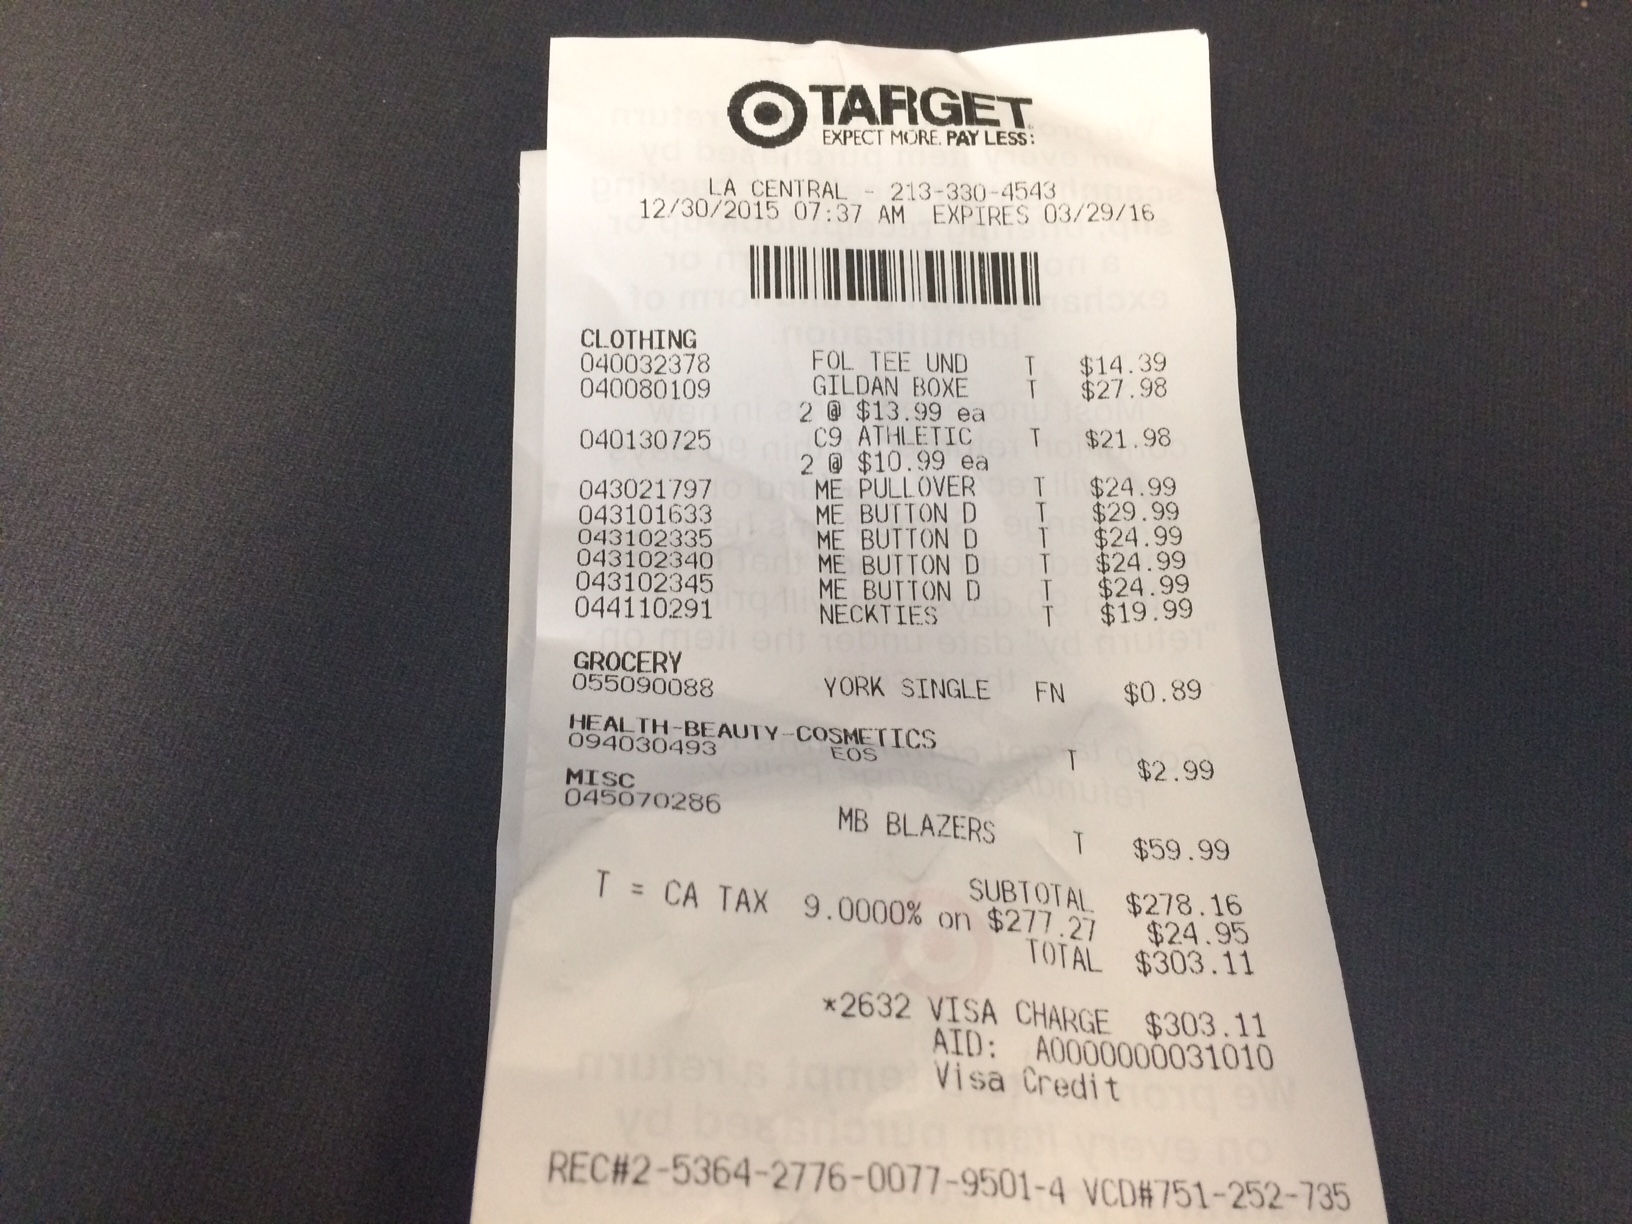 TARGET
EXPECT MORE. PAY LESS:
LA CENTRAL - 213-330-4543
12/30/2015 07:37 AM EXPIRES 03/29/16
CLOTHING
040032378 FOL TEE UND T $14.39
040080109 GILDAN BOXE T $27.98
2 @ $13.99 ea
040130725 C9 ATHLETIC T $21.98
2 @ $10.99 ea
043021797 ME PULLOVER T $24.99
043101633 ME BUTTON D T $29.99
043102335 ME BUTTON D T $24.99
043102340 ME BUTTON D T $24.99
043102345 ME BUTTON D T $24.99
044110291 NECKTIES T $19.99
GROCERY
055090088 YORK SINGLE FN $0.89
HEALTH-BEAUTY-COSMETICS
094030493 EOS T $2.99
MISC
045070286 MB BLAZERS T $59.99
SUBTOTAL $278.16
T = CA TAX 9.0000% on $277.27 $24.95
TOTAL $303.11
*2632 VISA CHARGE $303.11
AID: A0000000031010
Visa Credit
REC#2-5364-2776-0077-9501-4 VCD#751-252-735